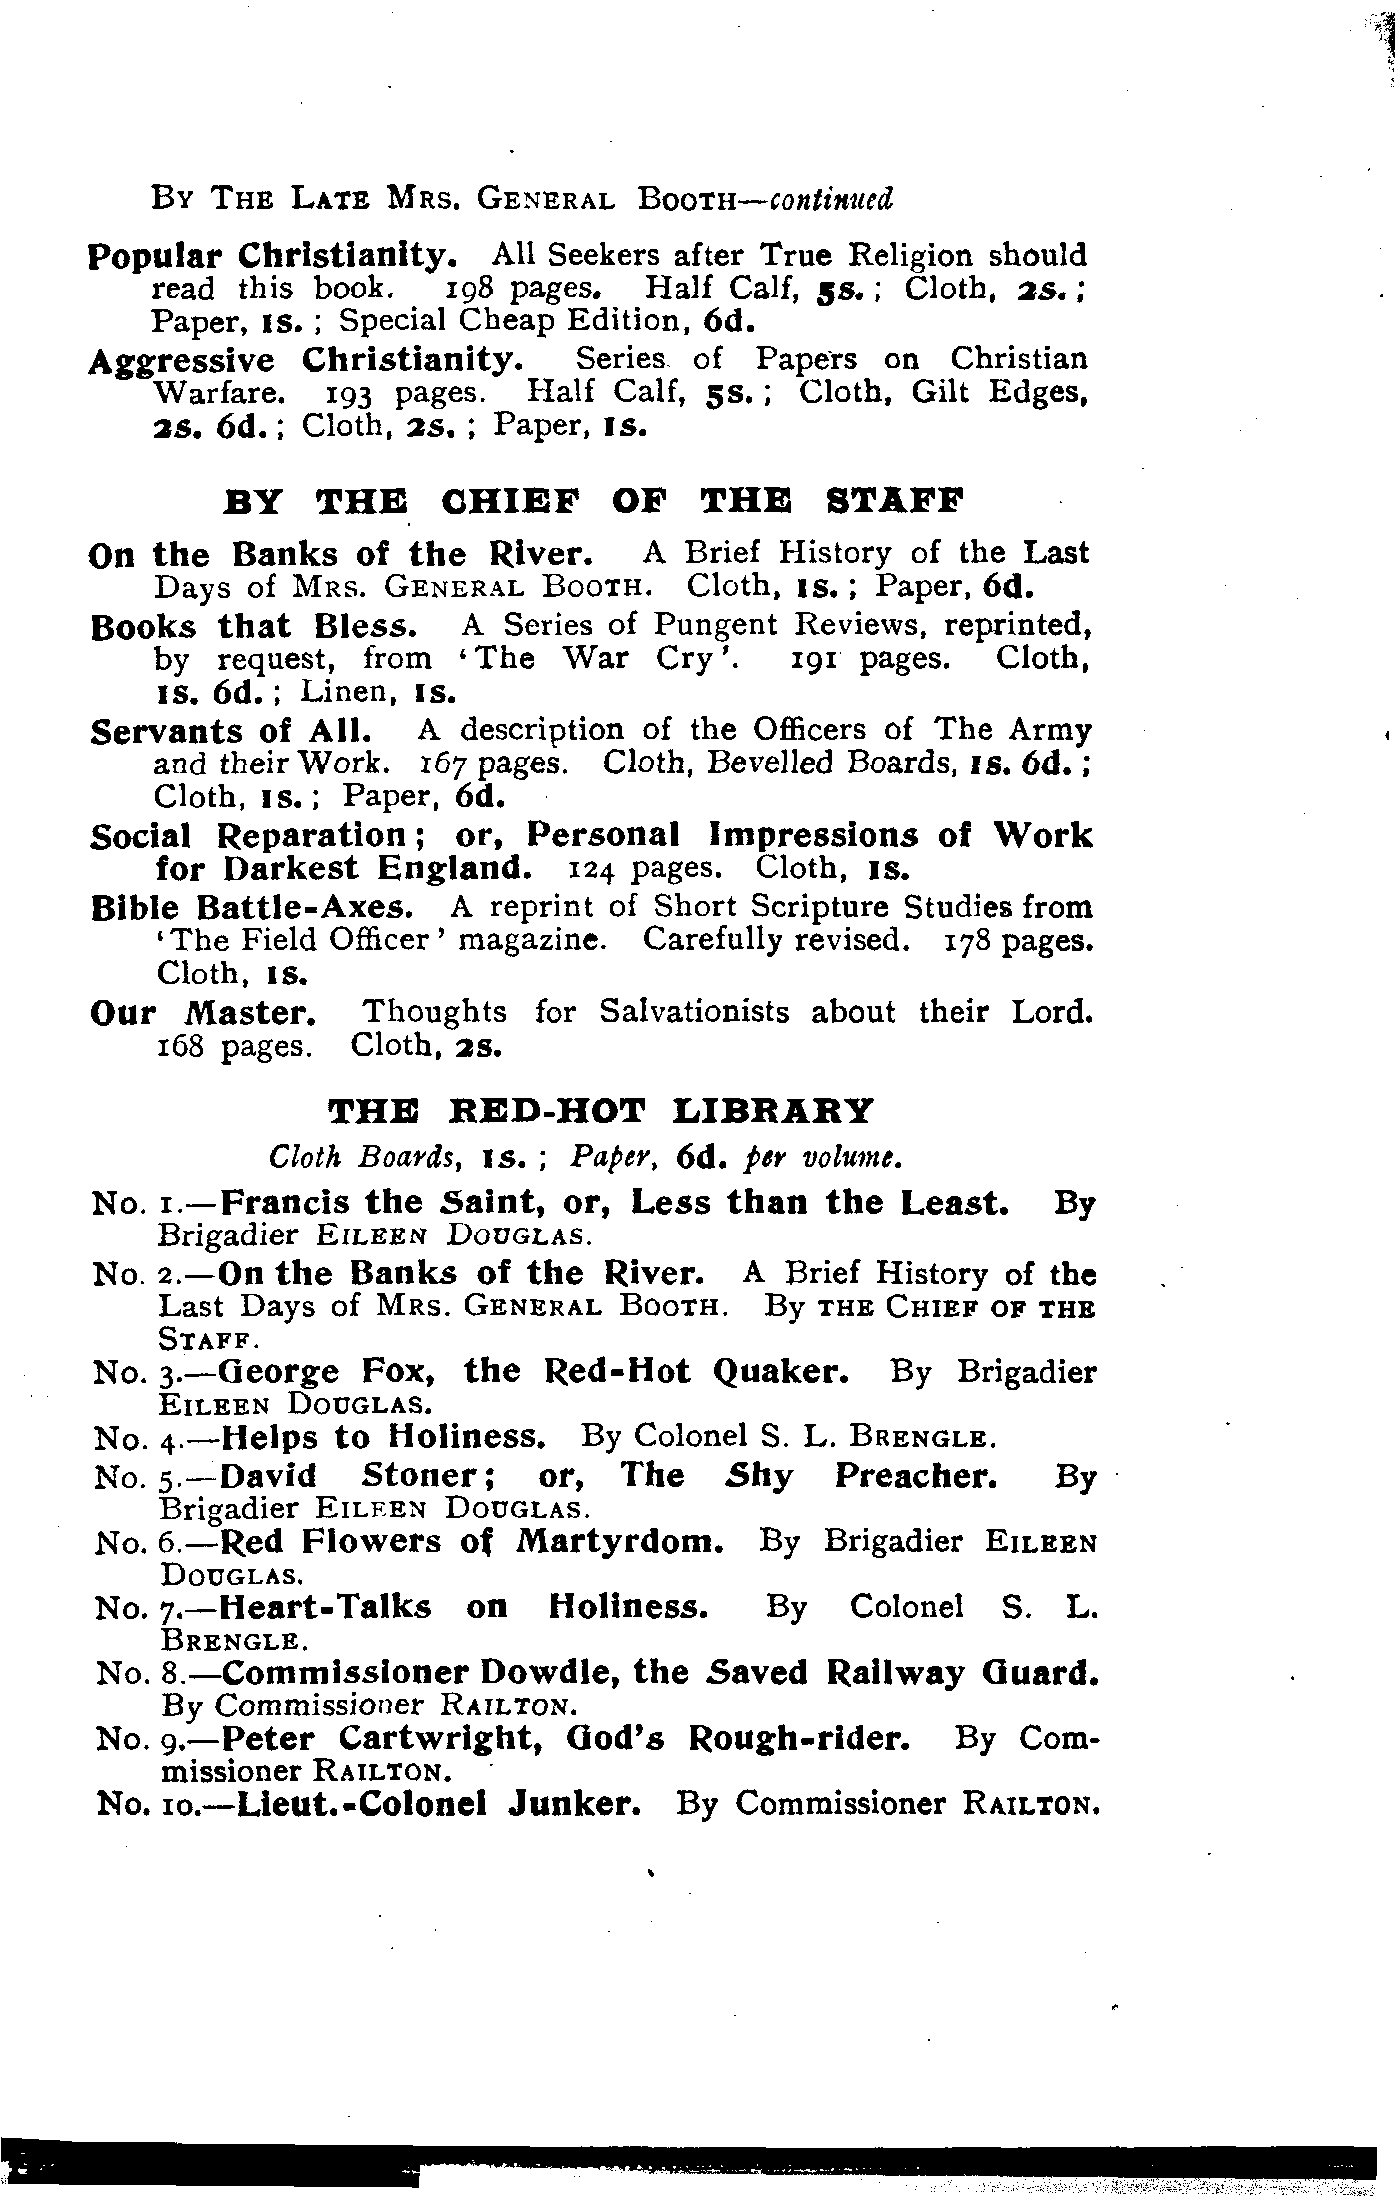 By The Late Mrs. General Booth—continued
Popular Christianity. All Seekers after True Religion should
read this book. 198 pages. Half Calf, 5s. ; Cloth, 2s. ;
Paper, 1s. ; Special Cheap Edition, 6d.
Aggressive Christianity. Series of Papers on Christian
Warfare. 193 pages. Half Calf, 5s. ; Cloth, Gilt Edges,
2s. 6d. ; Cloth, 2s. ; Paper, 1s.
BY THE CHIEF OF THE STAFF
On the Banks of the River. A Brief History of the Last
Days of Mrs. General Booth. Cloth, 1s. ; Paper, 6d.
Books that Bless. A Series of Pungent Reviews, reprinted,
by request, from ‘The War Cry’. 191 pages. Cloth,
1s. 6d. ; Linen, 1s.
Servants of All. A description of the Officers of The Army
and their Work. 167 pages. Cloth, Bevelled Boards, 1s. 6d. ;
Cloth, 1s. ; Paper, 6d.
Social Reparation ; or, Personal Impressions of Work
for Darkest England. 124 pages. Cloth, 1s.
Bible Battle-Axes. A reprint of Short Scripture Studies from
‘The Field Officer’ magazine. Carefully revised. 178 pages.
Cloth, 1s.
Our Master. Thoughts for Salvationists about their Lord.
168 pages. Cloth, 2s.
THE RED-HOT LIBRARY
Cloth Boards, 1s. ; Paper, 6d. per volume.
No. 1.—Francis the Saint, or, Less than the Least. By
Brigadier Eileen Douglas.
No. 2.—On the Banks of the River. A Brief History of the
Last Days of Mrs. General Booth. By the Chief of the
Staff.
No. 3.—George Fox, the Red-Hot Quaker. By Brigadier
Eileen Douglas.
No. 4.—Helps to Holiness. By Colonel S. L. Brengle.
No. 5.—David Stoner ; or, The Shy Preacher. By
Brigadier Eileen Douglas.
No. 6.—Red Flowers of Martyrdom. By Brigadier Eileen
Douglas.
No. 7.—Heart-Talks on Holiness. By Colonel S. L.
Brengle.
No. 8.—Commissioner Dowdle, the Saved Railway Guard.
By Commissioner Railton.
No. 9.—Peter Cartwright, God’s Rough-rider. By Com-
missioner Railton.
No. 10.—Lieut.-Colonel Junker. By Commissioner Railton.